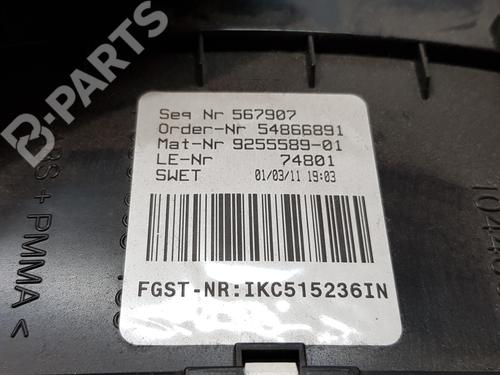 B-PARTS
Seq Nr 567907
Order-Nr 54866891
Mat-Nr 9255589-01
LE-Nr 74801
SWET 01/03/11 19:03
FGST-NR:IKC515236IN
+ PMMA <